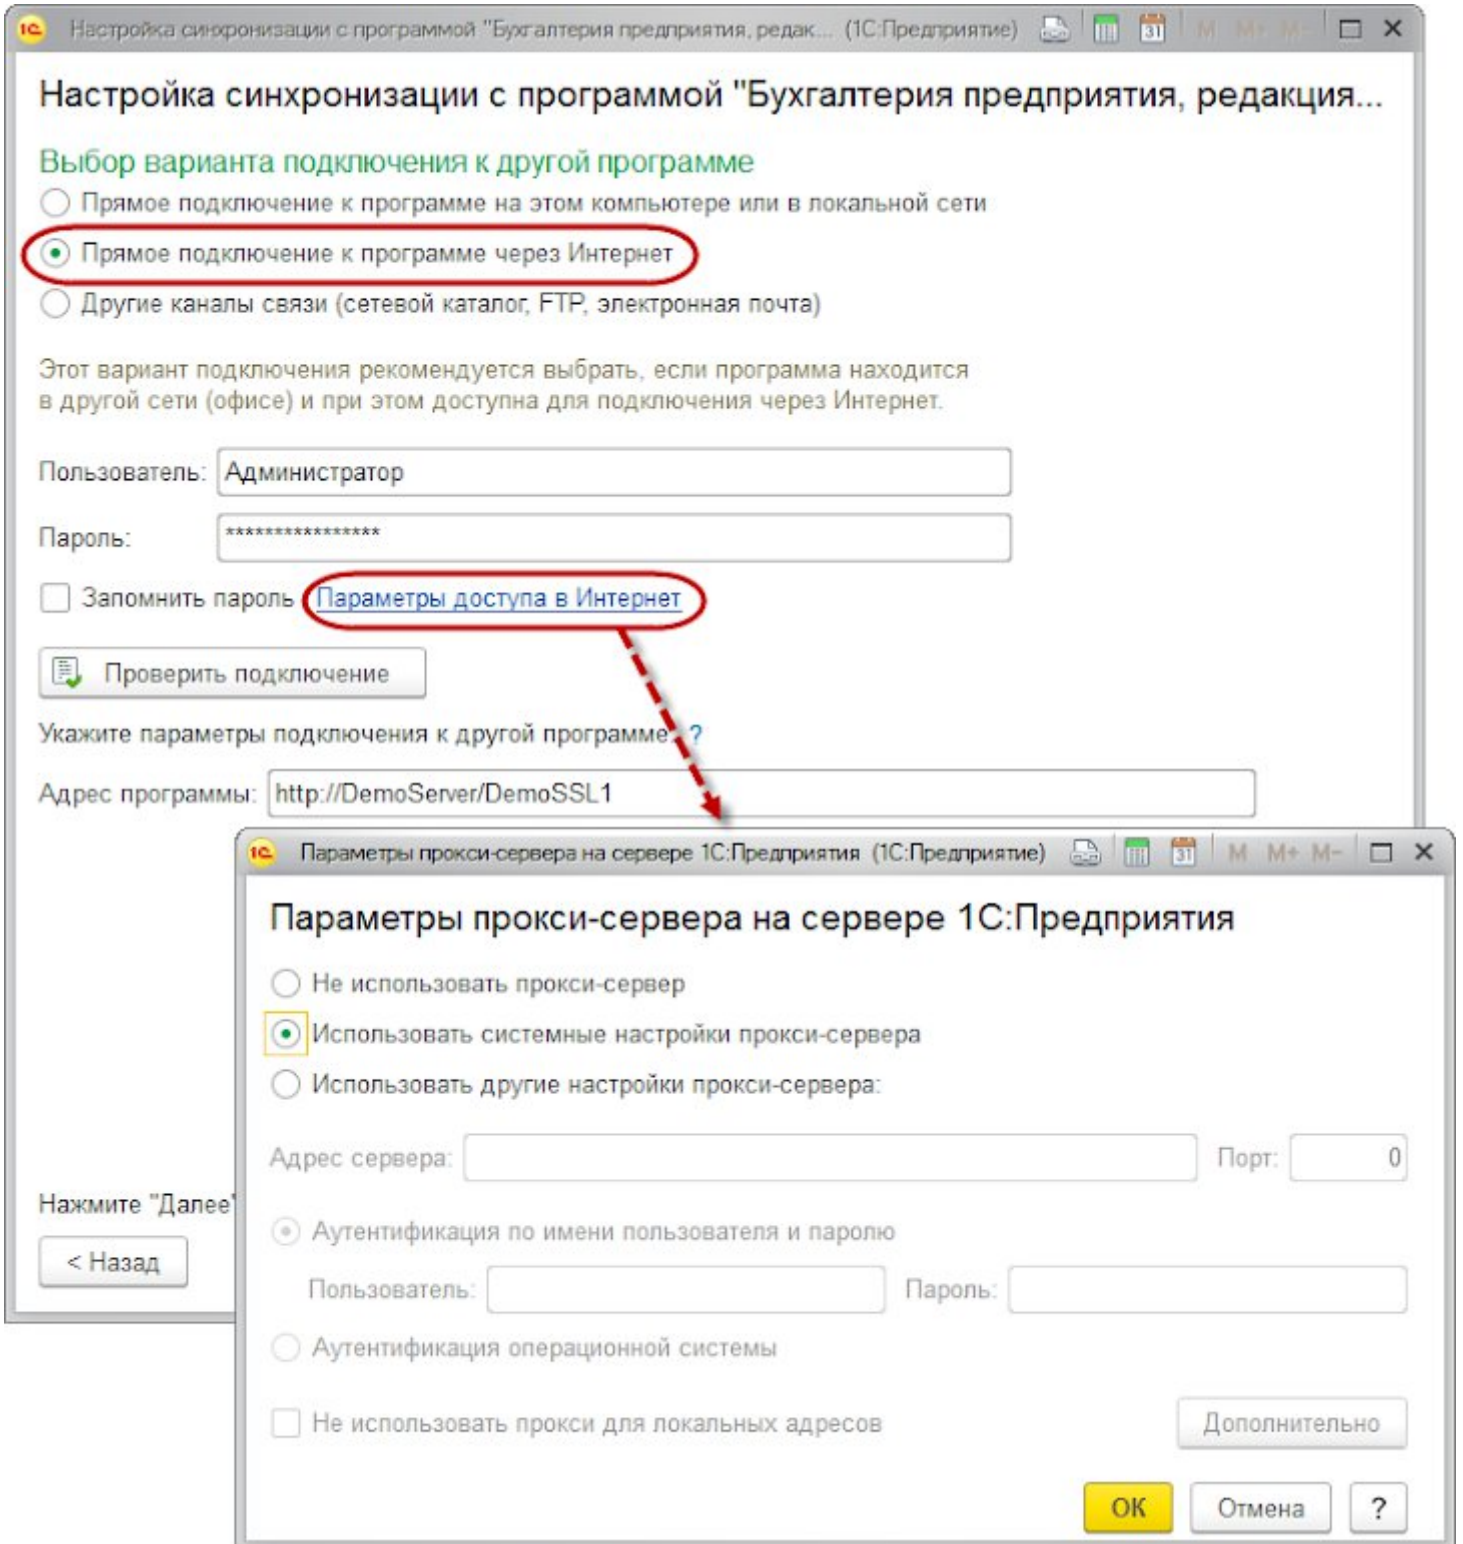 Настройка синхронизации с программой "Бухгалтерия предприятия, редак... (1С:Предприятие) 31 M M+ M-
Настройка синхронизации с программой "Бухгалтерия предприятия, редакция...
Выбор варианта подключения к другой программе
Прямое подключение к программе на этом компьютере или в локальной сети
Прямое подключение к программе через Интернет
Другие каналы связи (сетевой каталог, FTP, электронная почта)
Этот вариант подключения рекомендуется выбрать, если программа находится
в другой сети (офисе) и при этом доступна для подключения через Интернет.
Пользователь: Администратор
Пароль: ****************
Запомнить пароль Параметры доступа в Интернет
Проверить подключение
Укажите параметры подключения к другой программе ?
Адрес программы: http://DemoServer/DemoSSL1
Параметры прокси-сервера на сервере 1С:Предприятия (1С:Предприятие) 31 M M+ M-
Параметры прокси-сервера на сервере 1С:Предприятия
Не использовать прокси-сервер
Использовать системные настройки прокси-сервера
Использовать другие настройки прокси-сервера:
Адрес сервера: Порт: 0
Нажмите "Далее"
Аутентификация по имени пользователя и паролю
< Назад
Пользователь: Пароль:
Аутентификация операционной системы
Не использовать прокси для локальных адресов Дополнительно
ОК Отмена ?